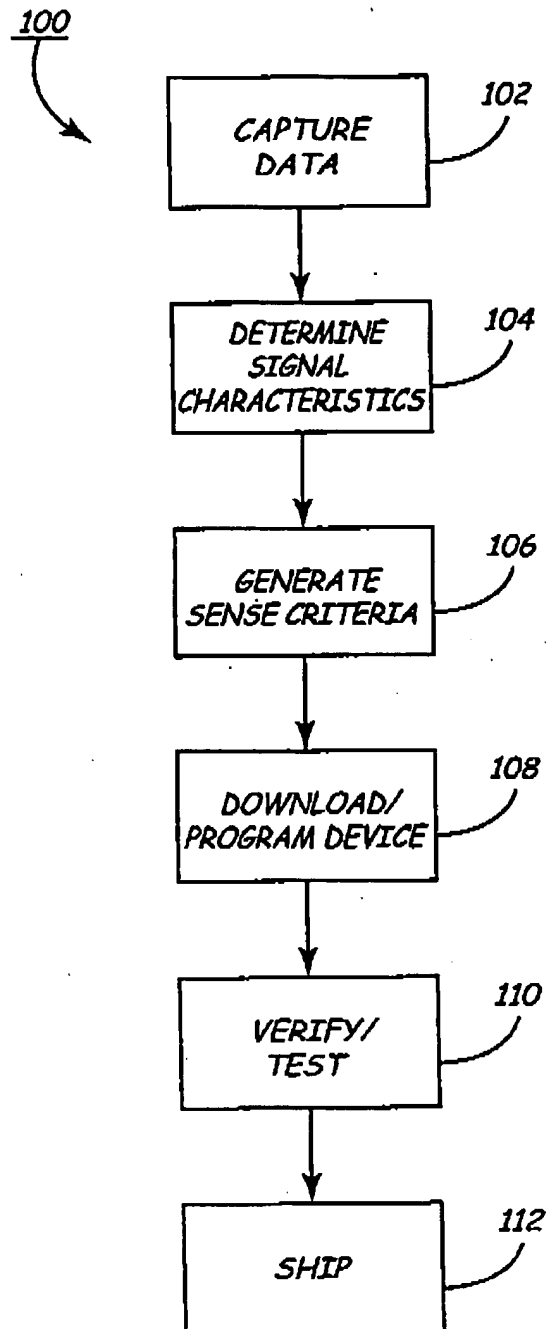 100
102
CAPTURE
DATA
104
DETERMINE
SIGNAL
CHARACTERISTICS
106
GENERATE
SENSE CRITERIA
108
DOWNLOAD/
PROGRAM DEVICE
110
VERIFY/
TEST
112
SHIP